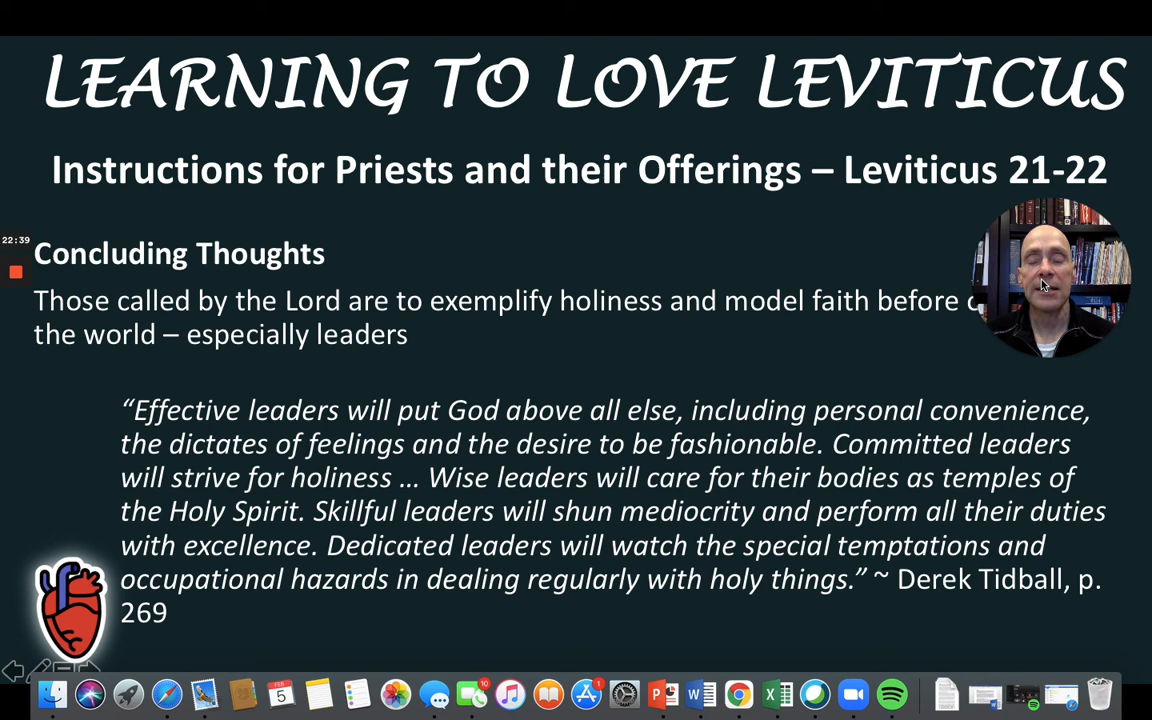 LEARNING TO LOVE LEVITICUS
Instructions for Priests and their Offerings – Leviticus 21-22
22:39
Concluding Thoughts
Those called by the Lord are to exemplify holiness and model faith before
the world – especially leaders
“Effective leaders will put God above all else, including personal convenience,
the dictates of feelings and the desire to be fashionable. Committed leaders
will strive for holiness … Wise leaders will care for their bodies as temples of
the Holy Spirit. Skillful leaders will shun mediocrity and perform all their duties
with excellence. Dedicated leaders will watch the special temptations and
occupational hazards in dealing regularly with holy things.” ~ Derek Tidball, p.
269
FEB
5
10
1